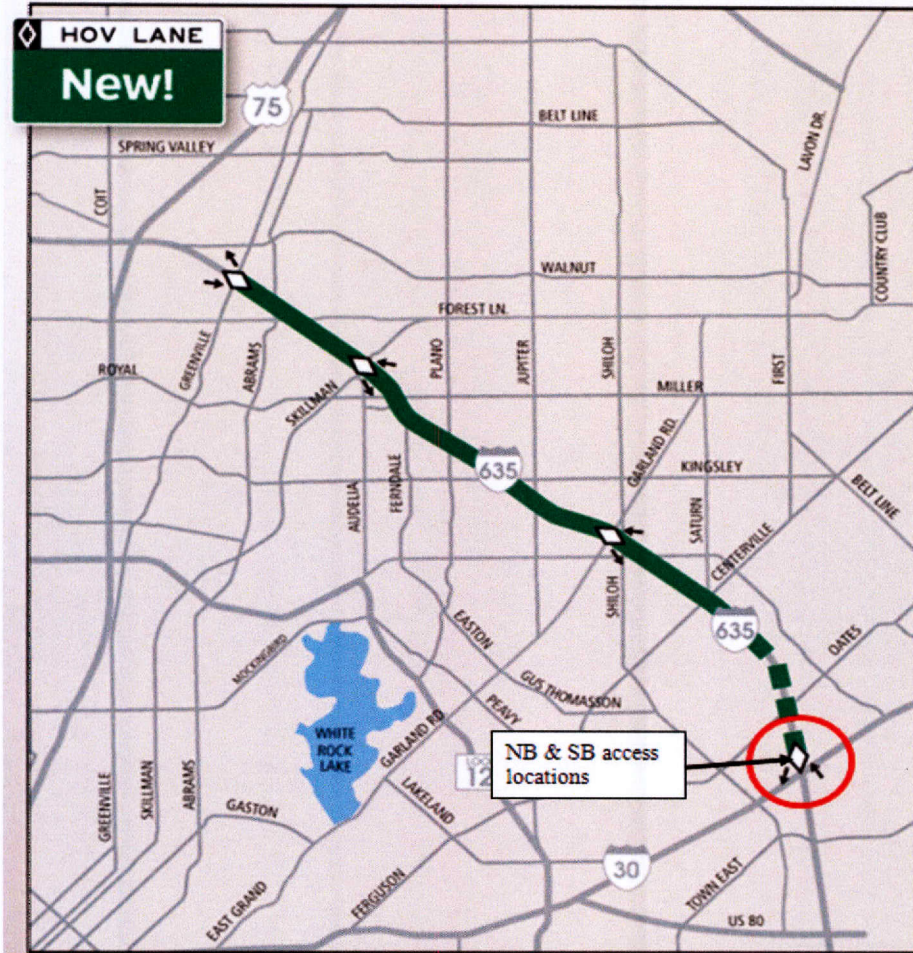 HOV LANE
New!
75
BELT LINE
SPRING VALLEY
LAVON DR.
COIT
COUNTRY CLUB
WALNUT
FOREST LN.
GREENVILLE
ABRAMS
PLANO
JUPITER
SHILOH
FIRST
ROYAL
SKILLMAN
MILLER
635
GARLAND RD.
KINGSLEY
AUDELIA
FERNDALE
SATURN
BELT LINE
CENTERVILLE
SHILOH
635
OATES
EASTON
MOCKINGBIRD
GUS THOMASSON
PEAVY
WHITE
ROCK
LAKE
GARLAND RD
NB & SB access
locations
LOOP
12
GREENVILLE
SKILLMAN
ABRAMS
GASTON
LAKELAND
30
EAST GRAND
FERGUSON
TOWN EAST
US 80